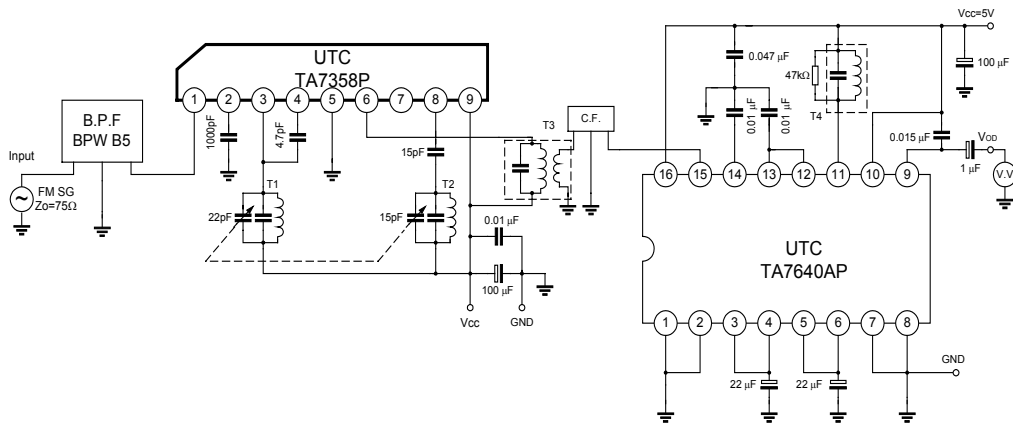 UTC
TA7358P
1 2 3 4 5 6 7 8 9
B.P.F
BPW B5
Input
FM SG
Zo=75Ω
1000pF
4.7pF
T1
22pF
15pF
T2
15pF
0.01 μF
100 μF
Vcc
GND
T3
C.F.
Vcc=5V
100 μF
0.047 μF
0.01 μF
0.01 μF
47kΩ
T4
0.015 μF
VOD
1 μF
V.V
16 15 14 13 12 11 10 9
UTC
TA7640AP
1 2 3 4 5 6 7 8
22 μF
22 μF
GND